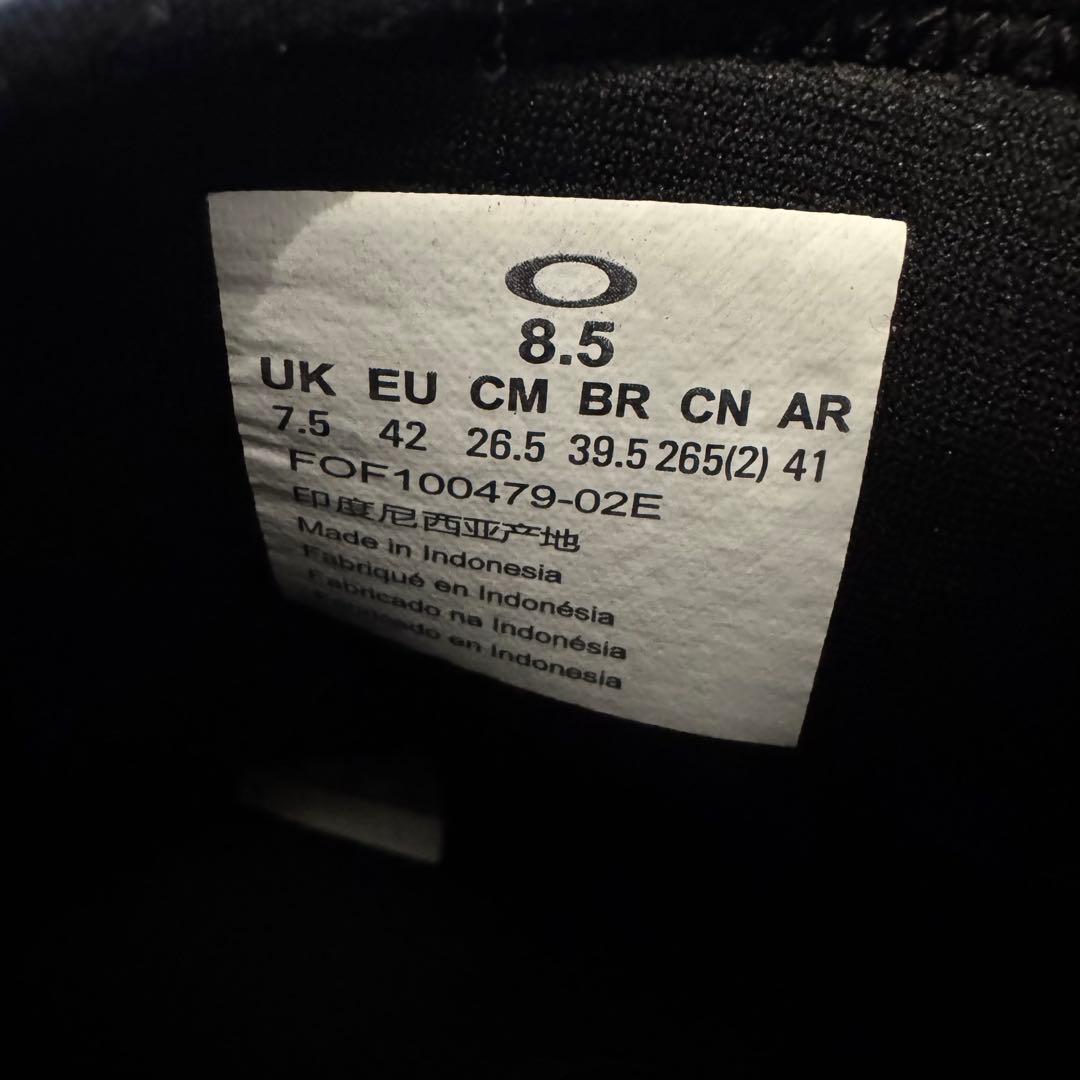 8.5
UK EU CM BR CN AR
7.5 42 26.5 39.5 265(2) 41
FOF100479-02E
印度尼西亚产地
Made in Indonesia
Fabriqué en Indonésia
Fabricado na Indonésia
en Indonesia